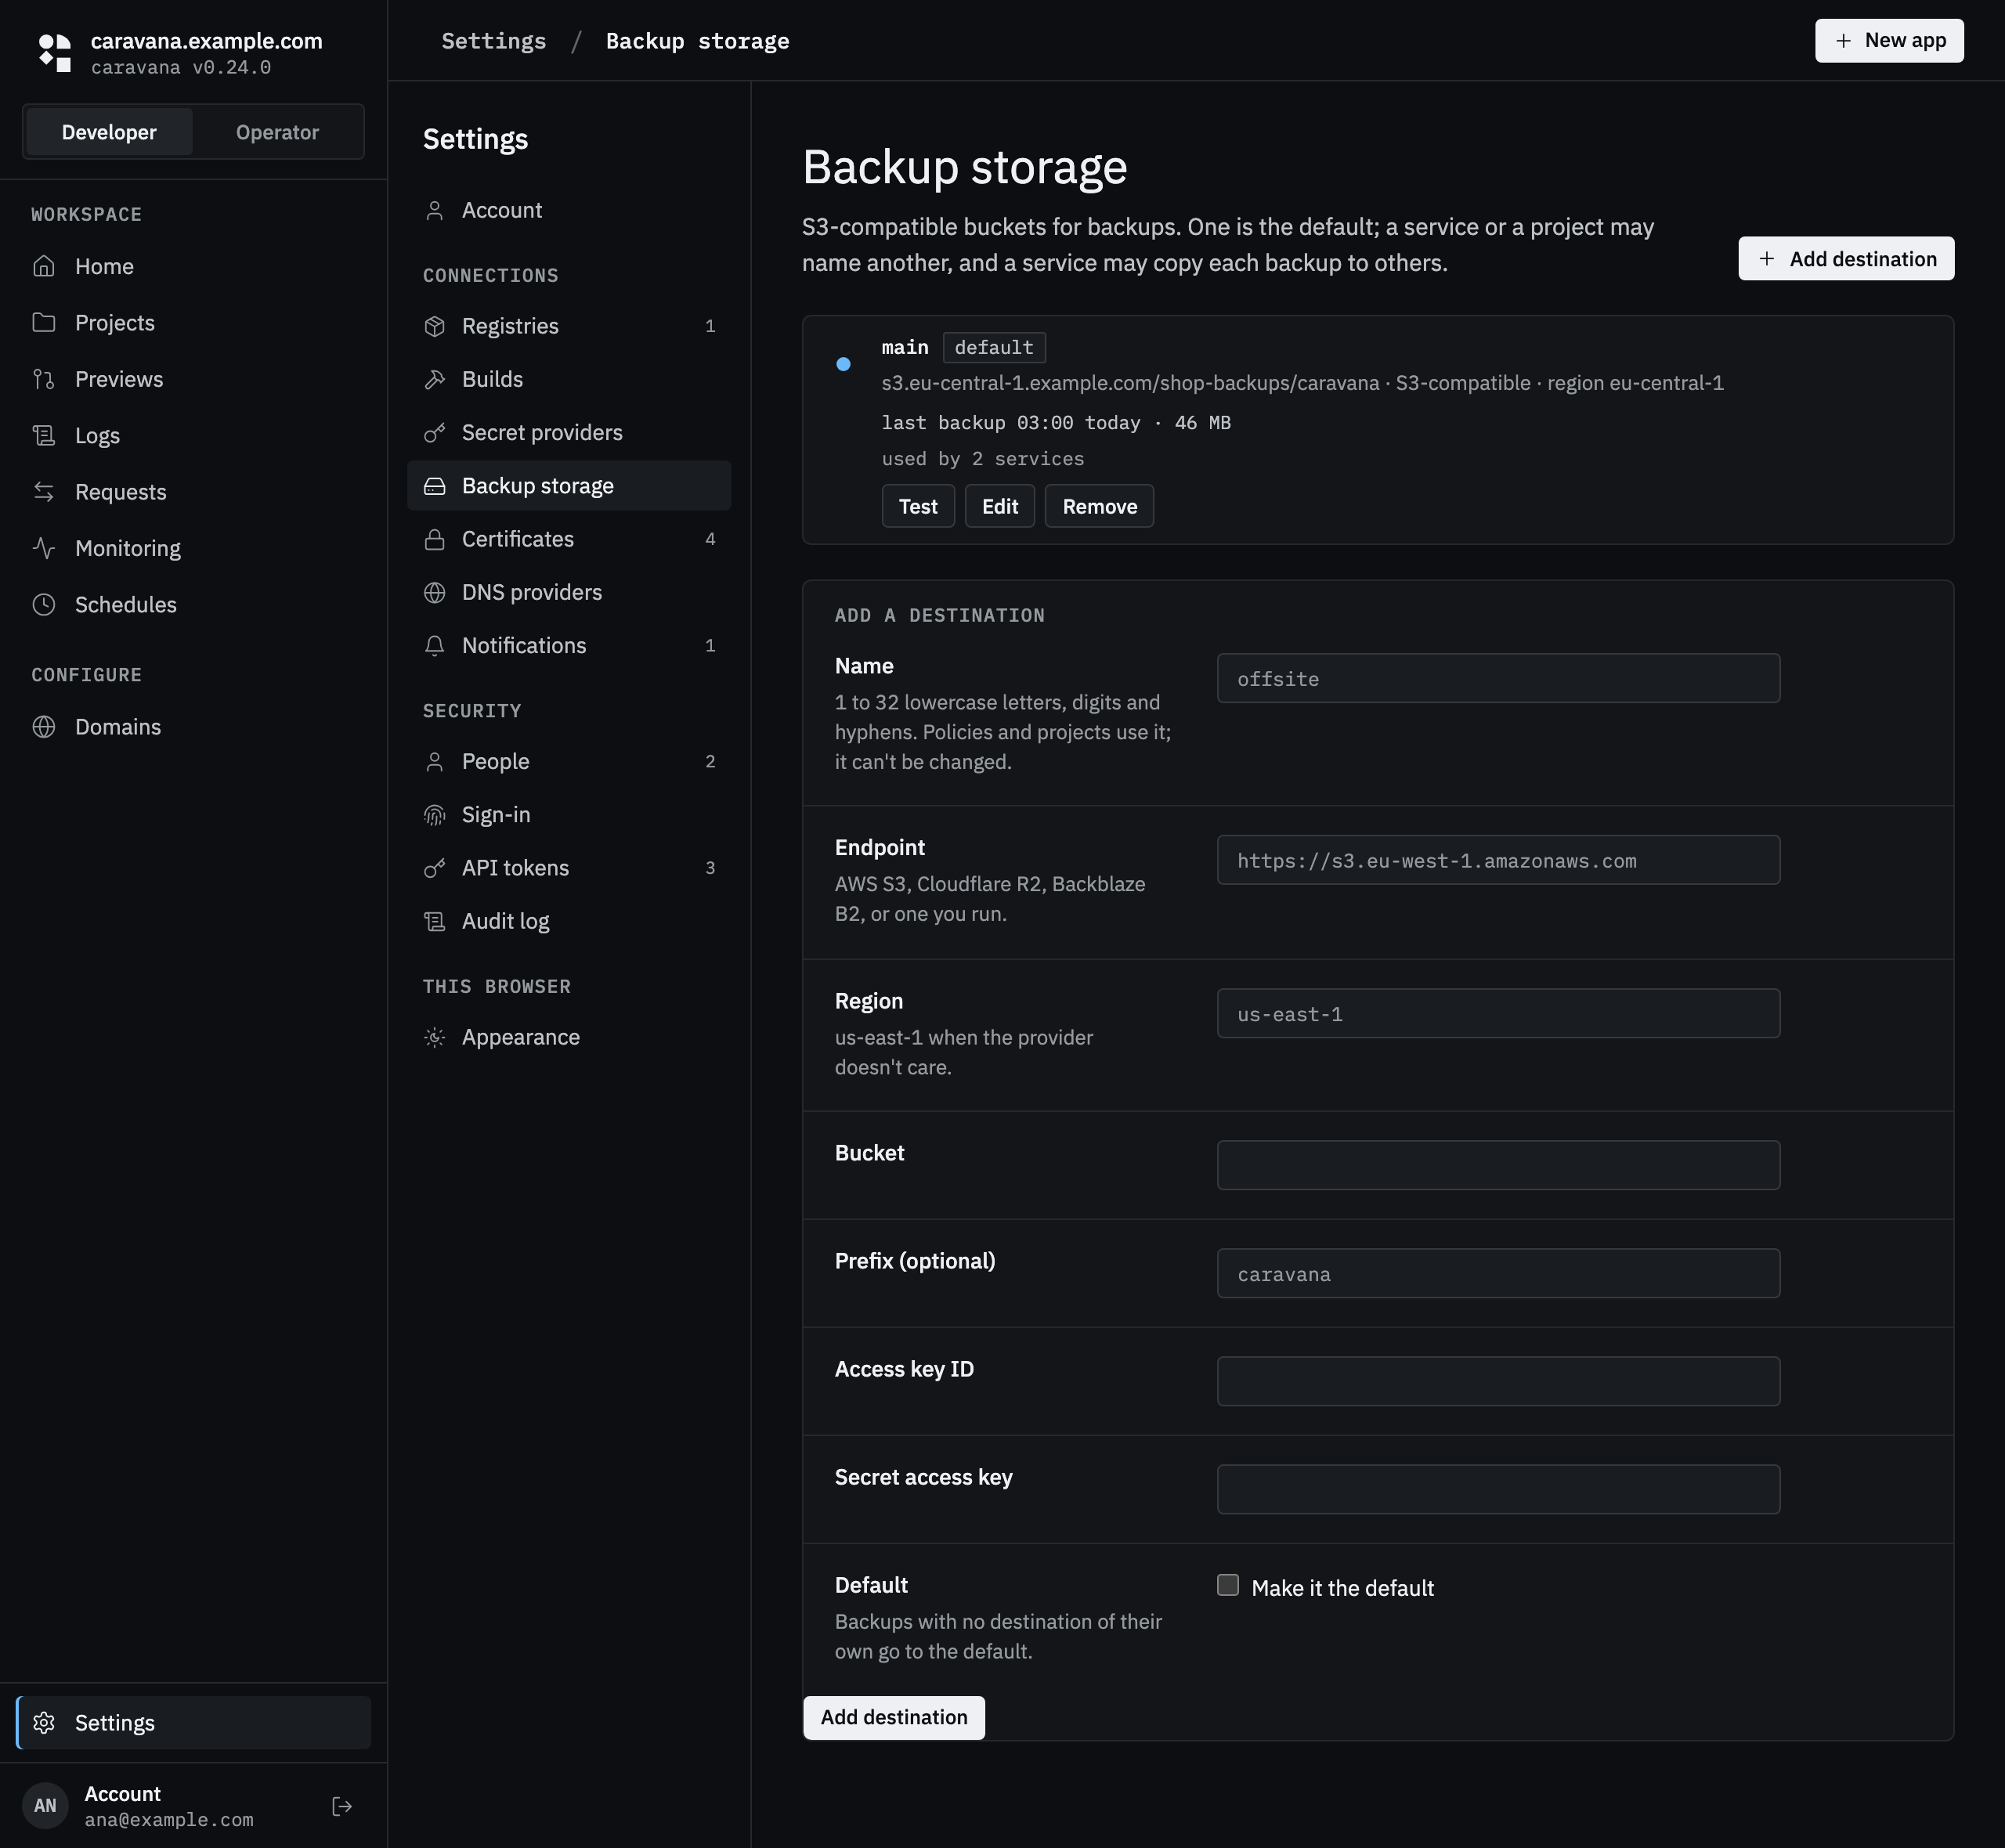 caravana.example.com
caravana v0.24.0
Developer
Operator
WORKSPACE
Home
Projects
Previews
Logs
Requests
Monitoring
Schedules
CONFIGURE
Domains
Settings
AN
Account
ana@example.com
Settings / Backup storage
New app
Settings
Account
CONNECTIONS
Registries 1
Builds
Secret providers
Backup storage
Certificates 4
DNS providers
Notifications 1
SECURITY
People 2
Sign-in
API tokens 3
Audit log
THIS BROWSER
Appearance
Backup storage
S3-compatible buckets for backups. One is the default; a service or a project may
name another, and a service may copy each backup to others.
Add destination
main default
s3.eu-central-1.example.com/shop-backups/caravana · S3-compatible · region eu-central-1
last backup 03:00 today · 46 MB
used by 2 services
Test Edit Remove
ADD A DESTINATION
Name
1 to 32 lowercase letters, digits and
hyphens. Policies and projects use it;
it can't be changed.
offsite
Endpoint
AWS S3, Cloudflare R2, Backblaze
B2, or one you run.
https://s3.eu-west-1.amazonaws.com
Region
us-east-1 when the provider
doesn't care.
us-east-1
Bucket
Prefix (optional)
caravana
Access key ID
Secret access key
Default
Backups with no destination of their
own go to the default.
Make it the default
Add destination